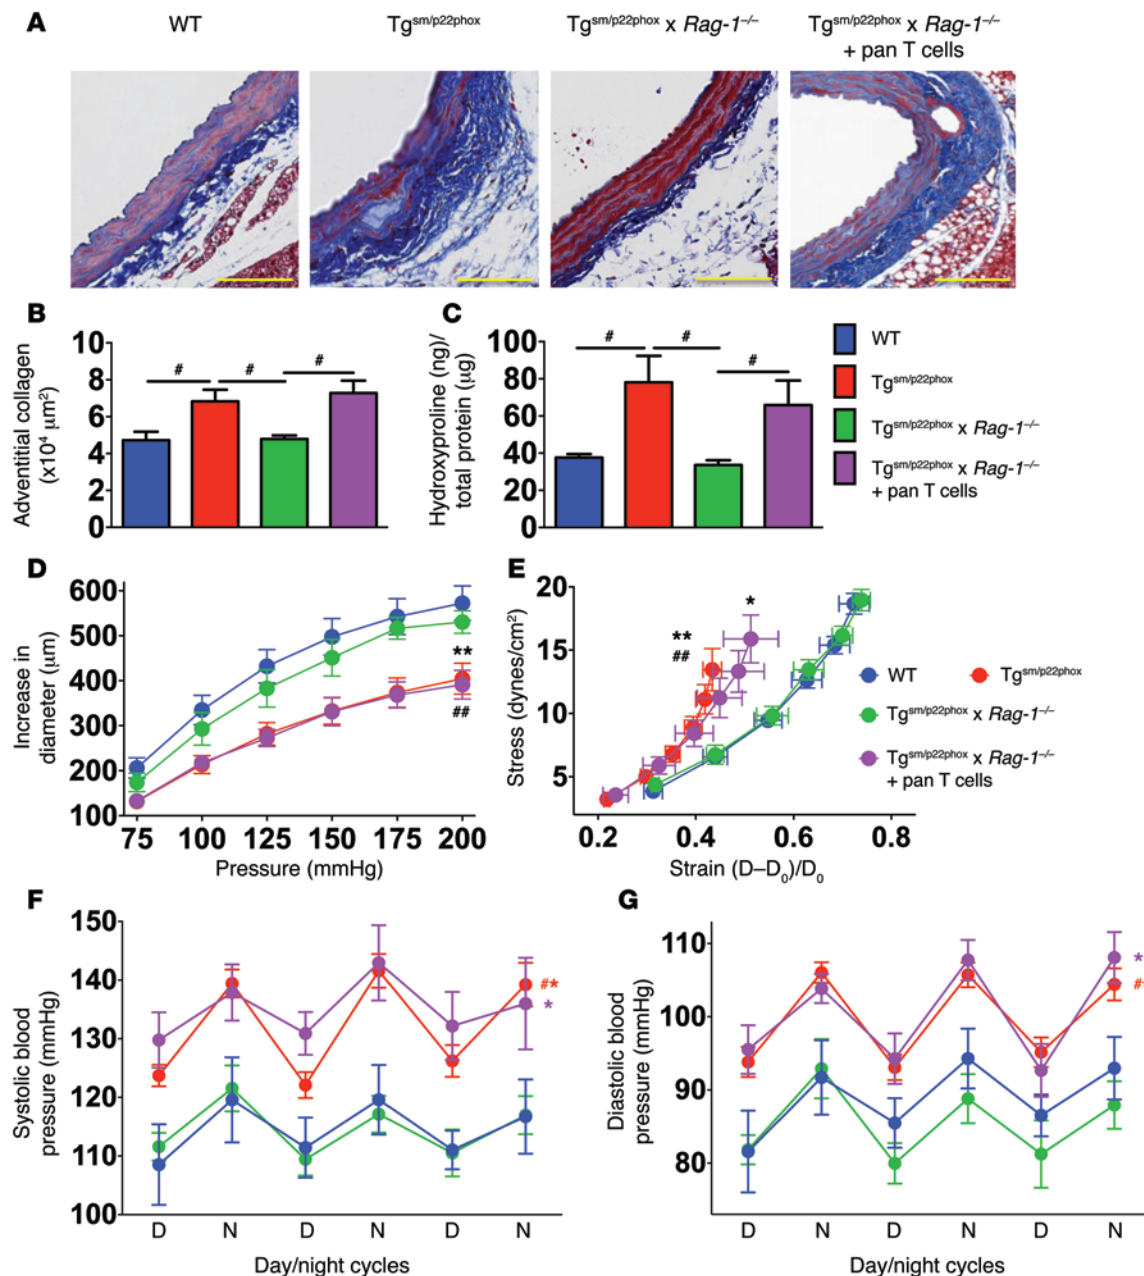 A
WT
Tgsm/p22phox
Tgsm/p22phox x Rag-1–/–
Tgsm/p22phox x Rag-1–/–
+ pan T cells
B
Adventitial collagen
(x10⁴ μm²)
10
8
6
4
2
0
#
#
#
C
Hydroxyproline (ng)/
total protein (μg)
100
80
60
40
20
0
#
#
#
WT
Tgsm/p22phox
Tgsm/p22phox x Rag-1–/–
Tgsm/p22phox x Rag-1–/–
+ pan T cells
D
Increase in
diameter (μm)
600
500
400
300
200
100
**
##
75 100 125 150 175 200
Pressure (mmHg)
E
Stress (dynes/cm²)
20
15
10
5
**
##
*
0.2 0.4 0.6 0.8
Strain (D–D₀)/D₀
WT
Tgsm/p22phox
Tgsm/p22phox x Rag-1–/–
Tgsm/p22phox x Rag-1–/–
+ pan T cells
F
Systolic blood
pressure (mmHg)
150
140
130
120
110
100
#*
*
D N D N D N
Day/night cycles
G
Diastolic blood
pressure (mmHg)
110
100
90
80
*
#*
D N D N D N
Day/night cycles